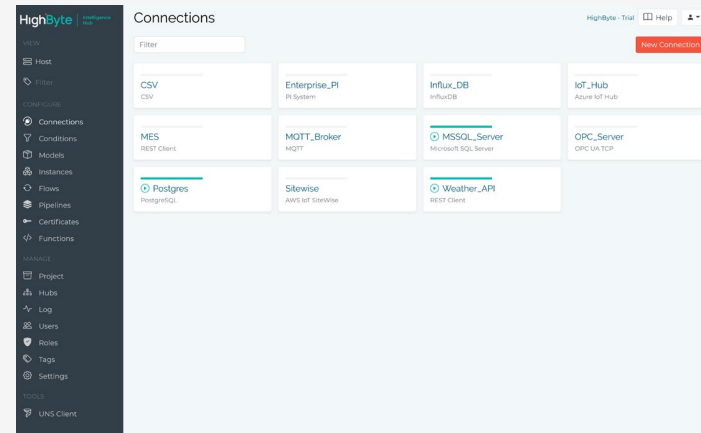 HighByte | Intelligence Hub
Connections
HighByte - Trial
Help
VIEW
Host
Filter
Filter
New Connection
CONFIGURE
Connections
Conditions
Models
Instances
Flows
Pipelines
Certificates
Functions
MANAGE
Project
Hubs
Log
Users
Roles
Tags
Settings
TOOLS
UNS Client
CSV
CSV
Enterprise_PI
PI System
Influx_DB
InfluxDB
IoT_Hub
Azure IoT Hub
MES
REST Client
MQTT_Broker
MQTT
MSSQL_Server
Microsoft SQL Server
OPC_Server
OPC UA TCP
Postgres
PostgreSQL
Sitewise
AWS IoT SiteWise
Weather_API
REST Client